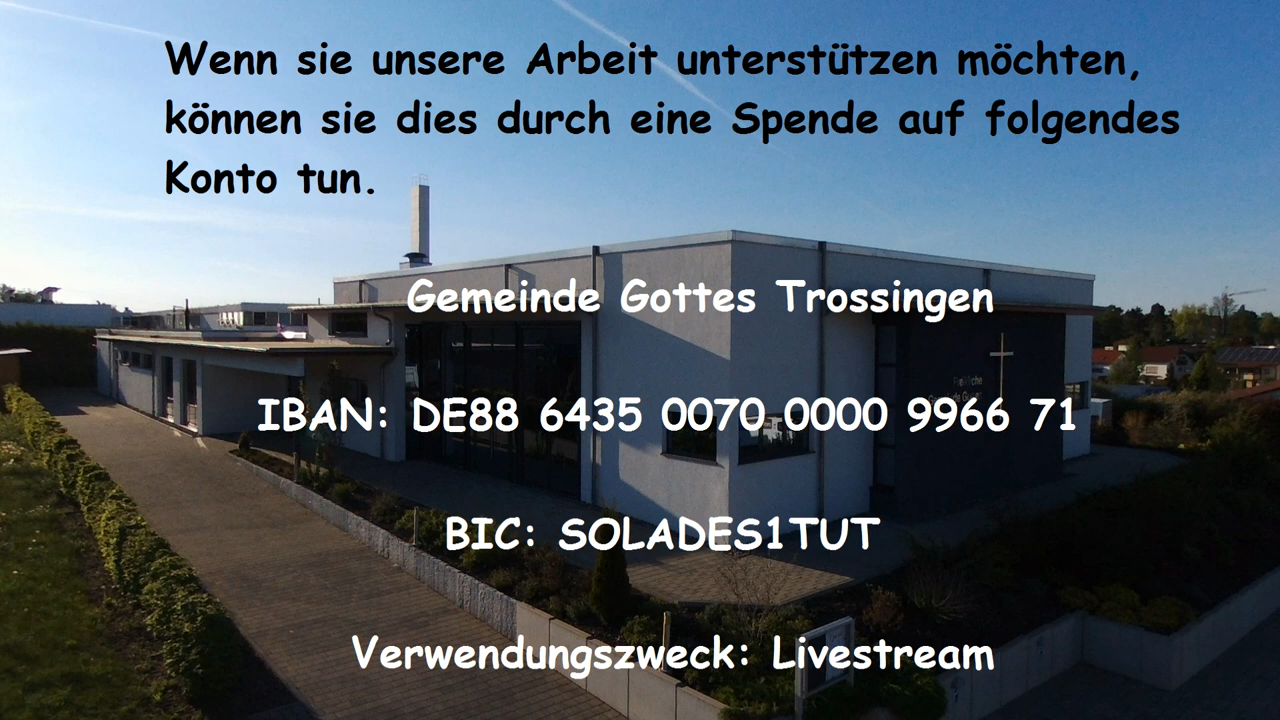 Wenn sie unsere Arbeit unterstützen möchten,
können sie dies durch eine Spende auf folgendes
Konto tun.
Gemeinde Gottes Trossingen
IBAN: DE88 6435 0070 0000 9966 71
BIC: SOLADES1TUT
Verwendungszweck: Livestream